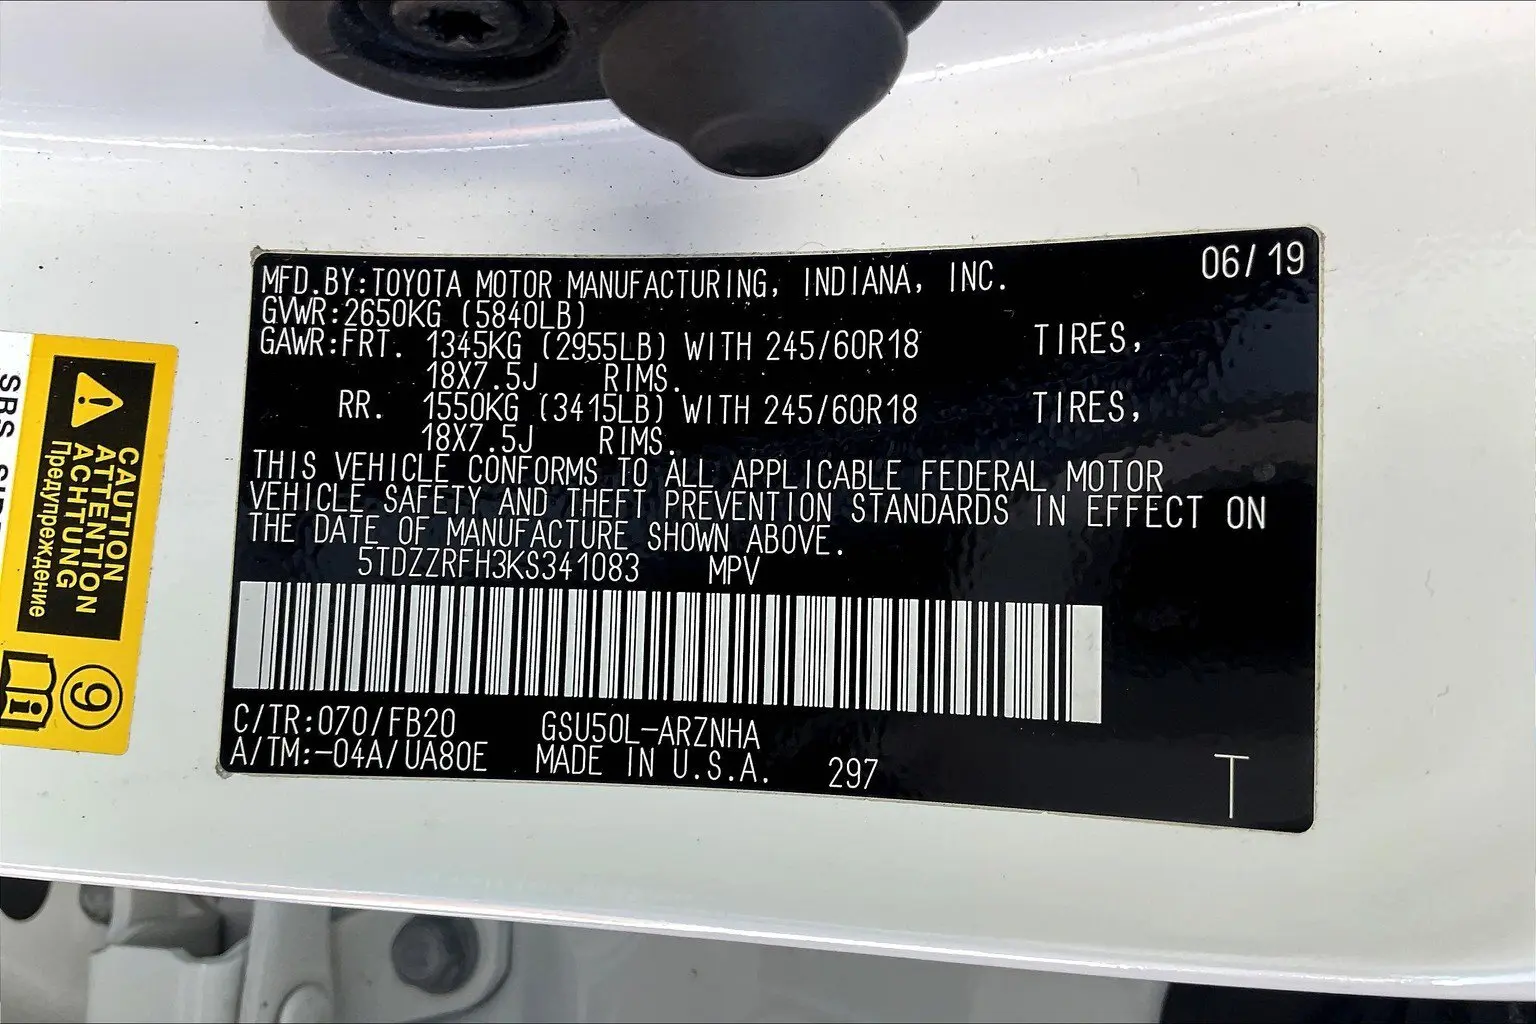 MFD.BY:TOYOTA MOTOR MANUFACTURING, INDIANA, INC. 06/19
GVWR:2650KG (5840LB)
GAWR:FRT. 1345KG (2955LB) WITH 245/60R18 TIRES,
18X7.5J RIMS.
RR. 1550KG (3415LB) WITH 245/60R18 TIRES,
18X7.5J RIMS.
THIS VEHICLE CONFORMS TO ALL APPLICABLE FEDERAL MOTOR
VEHICLE SAFETY AND THEFT PREVENTION STANDARDS IN EFFECT ON
THE DATE OF MANUFACTURE SHOWN ABOVE.
5TDZZRFH3KS341083 MPV
C/TR:070/FB20 GSU50L-ARZNHA
A/TM:-04A/UA80E MADE IN U.S.A. 297 T
CAUTION
ATTENTION
ACHTUNG
Предупреждение
9
i
SRS